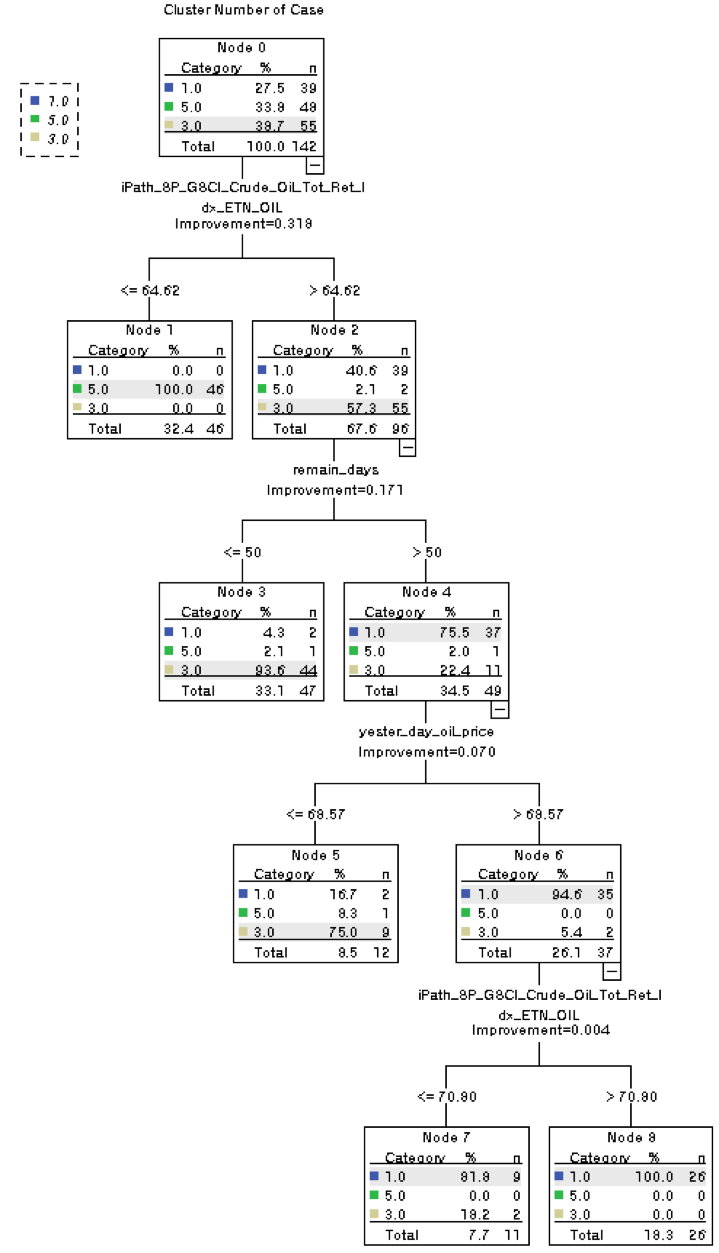 Cluster Number of Case
1.0
5.0
3.0
Node 0
Category % n
1.0 27.5 39
5.0 33.8 48
3.0 38.7 55
Total 100.0 142
iPath_SP_GSCI_Crude_Oil_Tot_Ret_I
dx_ETN_OIL
Improvement=0.318
<= 64.62
> 64.62
Node 1
Category % n
1.0 0.0 0
5.0 100.0 46
3.0 0.0 0
Total 32.4 46
Node 2
Category % n
1.0 40.6 39
5.0 2.1 2
3.0 57.3 55
Total 67.6 96
remain_days
Improvement=0.171
<= 50
> 50
Node 3
Category % n
1.0 4.3 2
5.0 2.1 1
3.0 93.6 44
Total 33.1 47
Node 4
Category % n
1.0 75.5 37
5.0 2.0 1
3.0 22.4 11
Total 34.5 49
yester_day_oil_price
Improvement=0.070
<= 68.57
> 68.57
Node 5
Category % n
1.0 16.7 2
5.0 8.3 1
3.0 75.0 9
Total 8.5 12
Node 6
Category % n
1.0 94.6 35
5.0 0.0 0
3.0 5.4 2
Total 26.1 37
iPath_SP_GSCI_Crude_Oil_Tot_Ret_I
dx_ETN_OIL
Improvement=0.004
<= 70.80
> 70.80
Node 7
Category % n
1.0 81.8 9
5.0 0.0 0
3.0 18.2 2
Total 7.7 11
Node 8
Category % n
1.0 100.0 26
5.0 0.0 0
3.0 0.0 0
Total 18.3 26